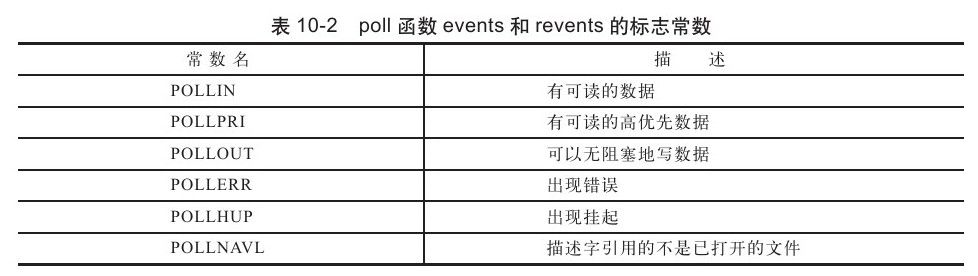 表 10-2 poll 函数 events 和 revents 的标志常数
常 数 名 描 述
POLLIN 有可读的数据
POLLPRI 有可读的高优先数据
POLLOUT 可以无阻塞地写数据
POLLERR 出现错误
POLLHUP 出现挂起
POLLNAVL 描述字引用的不是已打开的文件